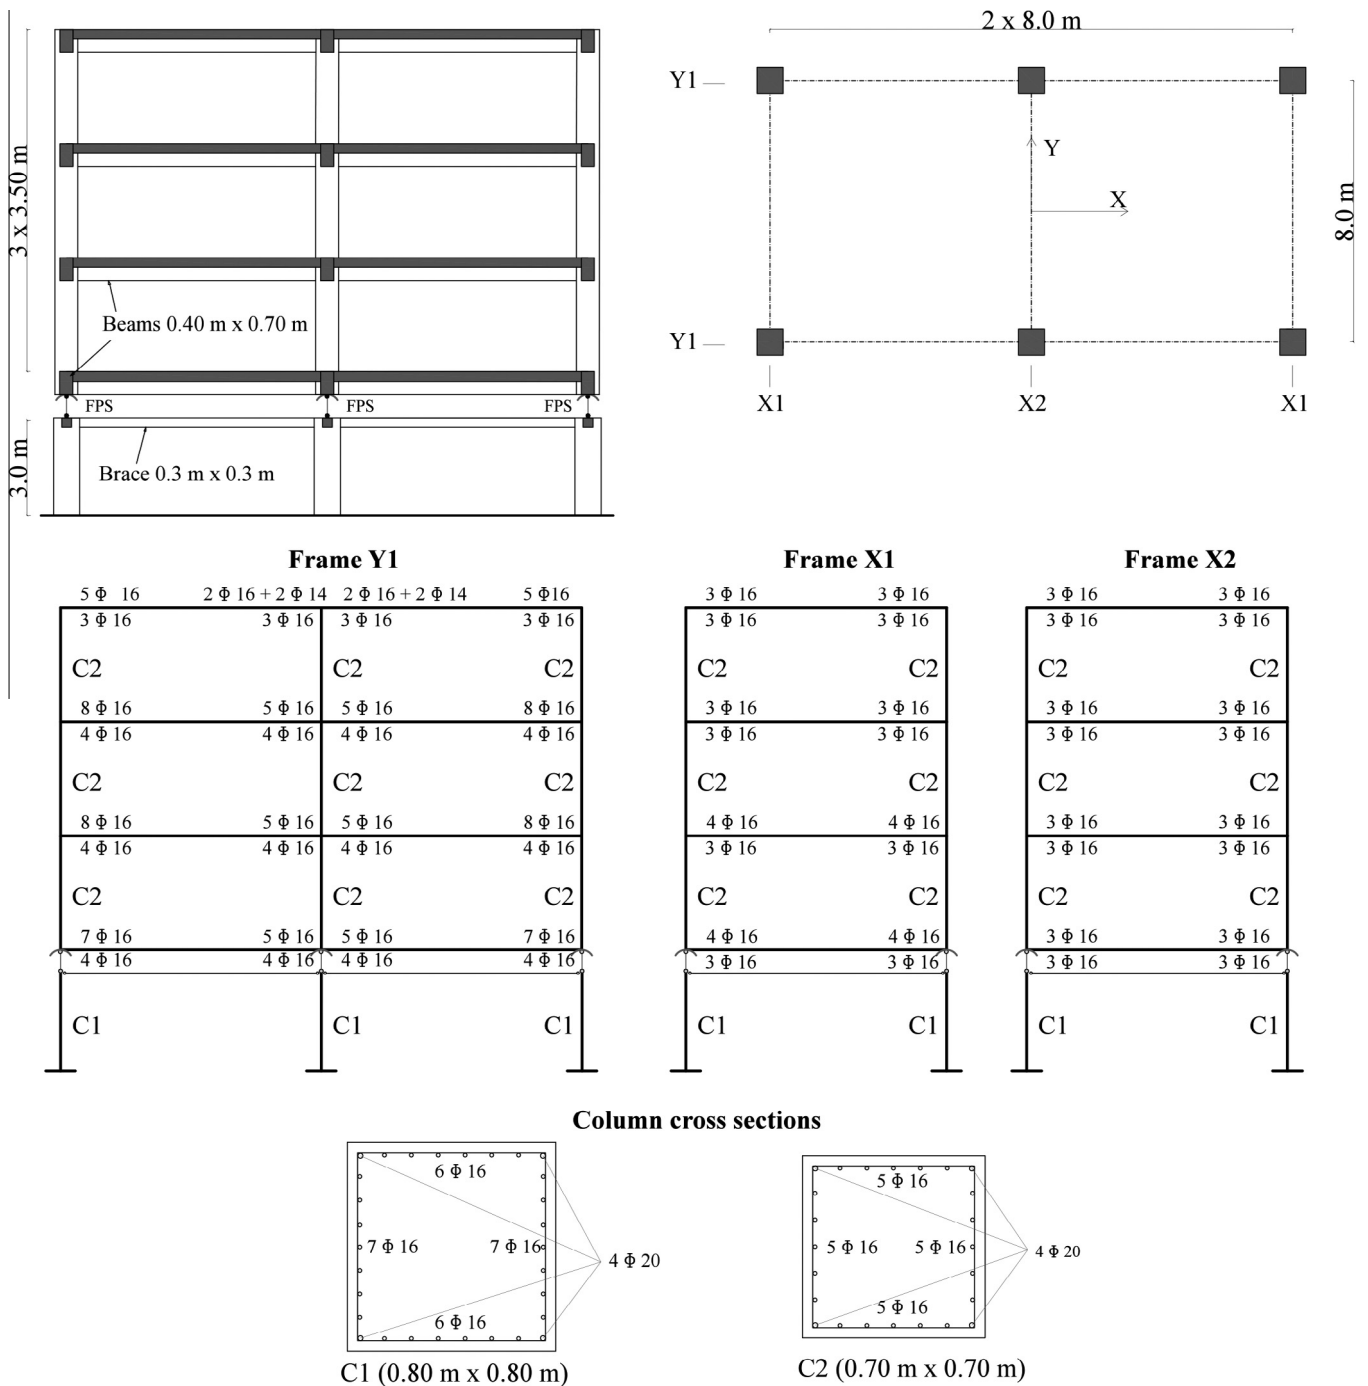 2 x 8.0 m
3 x 3.50 m
Beams 0.40 m x 0.70 m
FPS FPS FPS
Brace 0.3 m x 0.3 m
3.0 m
Y1
Y
X
8.0 m
Y1
X1 X2 X1
Frame Y1 Frame X1 Frame X2
5 Φ 16 2 Φ 16 + 2 Φ 14 2 Φ 16 + 2 Φ 14 5 Φ16 3 Φ 16 3 Φ 16 3 Φ 16 3 Φ 16
3 Φ 16 3 Φ 16 3 Φ 16 3 Φ 16 3 Φ 16 3 Φ 16 3 Φ 16 3 Φ 16
C2 C2 C2 C2 C2 C2 C2
8 Φ 16 5 Φ 16 5 Φ 16 8 Φ 16 3 Φ 16 3 Φ 16 3 Φ 16 3 Φ 16
4 Φ 16 4 Φ 16 4 Φ 16 4 Φ 16 3 Φ 16 3 Φ 16 3 Φ 16 3 Φ 16
C2 C2 C2 C2 C2 C2 C2
8 Φ 16 5 Φ 16 5 Φ 16 8 Φ 16 4 Φ 16 4 Φ 16 3 Φ 16 3 Φ 16
4 Φ 16 4 Φ 16 4 Φ 16 4 Φ 16 3 Φ 16 3 Φ 16 3 Φ 16 3 Φ 16
C2 C2 C2 C2 C2 C2 C2
7 Φ 16 5 Φ 16 5 Φ 16 7 Φ 16 4 Φ 16 4 Φ 16 3 Φ 16 3 Φ 16
4 Φ 16 4 Φ 16 4 Φ 16 4 Φ 16 3 Φ 16 3 Φ 16 3 Φ 16 3 Φ 16
C1 C1 C1 C1 C1 C1 C1
Column cross sections
6 Φ 16
7 Φ 16 7 Φ 16
4 Φ 20
6 Φ 16
C1 (0.80 m x 0.80 m)
5 Φ 16
5 Φ 16 5 Φ 16
4 Φ 20
5 Φ 16
C2 (0.70 m x 0.70 m)